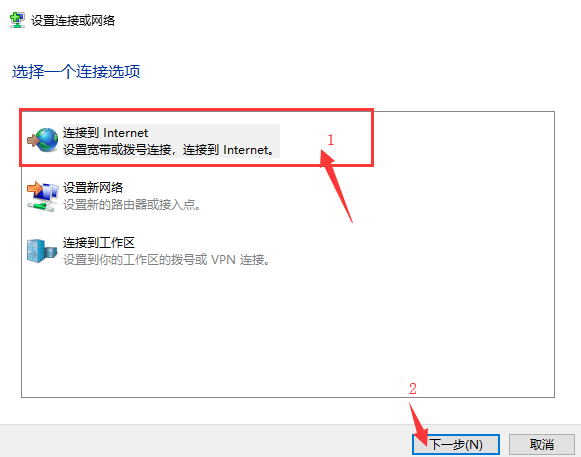 设置连接或网络
选择一个连接选项
连接到 Internet
设置宽带或拨号连接，连接到 Internet。
1
设置新网络
设置新的路由器或接入点。
连接到工作区
设置到你的工作区的拨号或 VPN 连接。
2
下一步(N)
取消